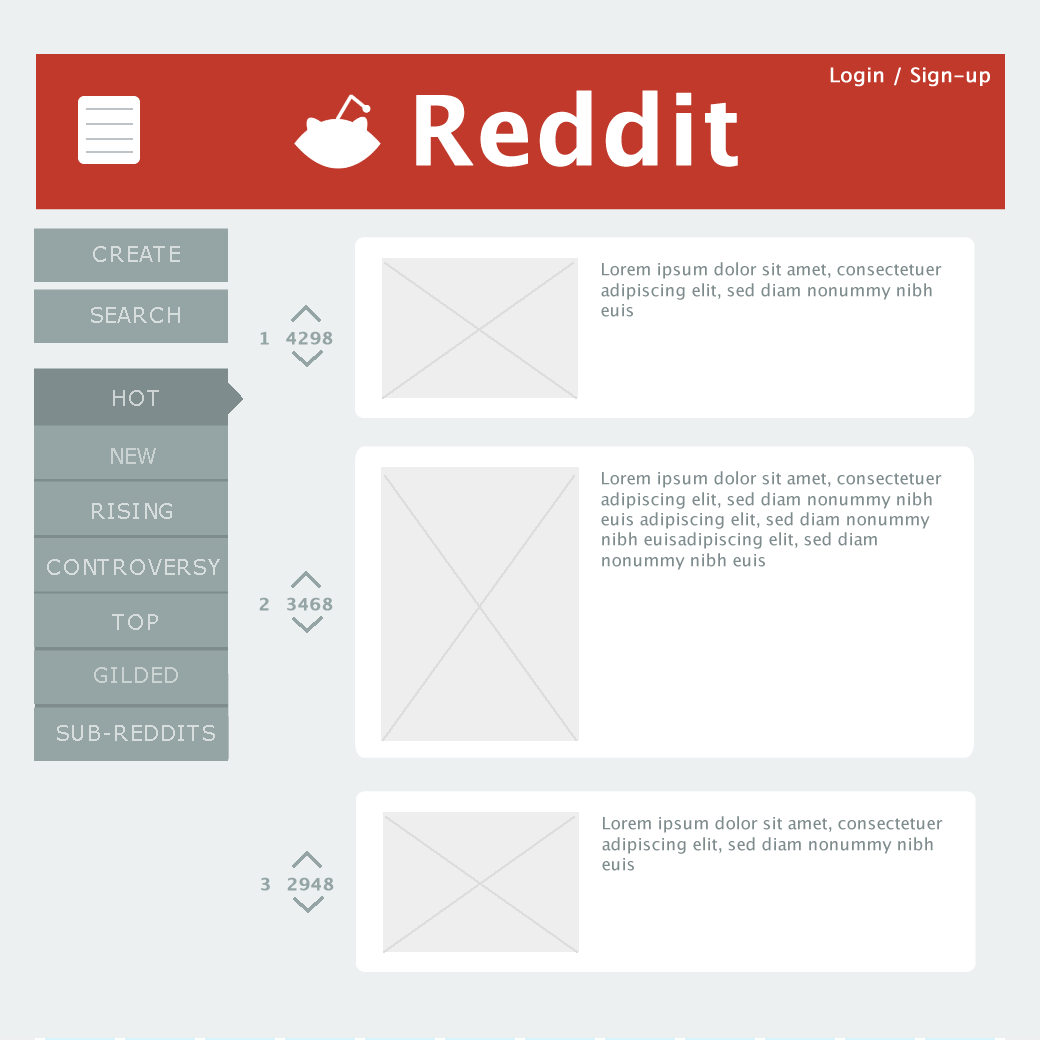 Login / Sign-up
Reddit
CREATE
SEARCH
HOT
NEW
RISING
CONTROVERSY
TOP
GILDED
SUB-REDDITS
1 4298
Lorem ipsum dolor sit amet, consectetuer
adipiscing elit, sed diam nonummy nibh
euis
2 3468
Lorem ipsum dolor sit amet, consectetuer
adipiscing elit, sed diam nonummy nibh
euis adipiscing elit, sed diam nonummy
nibh euisadipiscing elit, sed diam
nonummy nibh euis
3 2948
Lorem ipsum dolor sit amet, consectetuer
adipiscing elit, sed diam nonummy nibh
euis